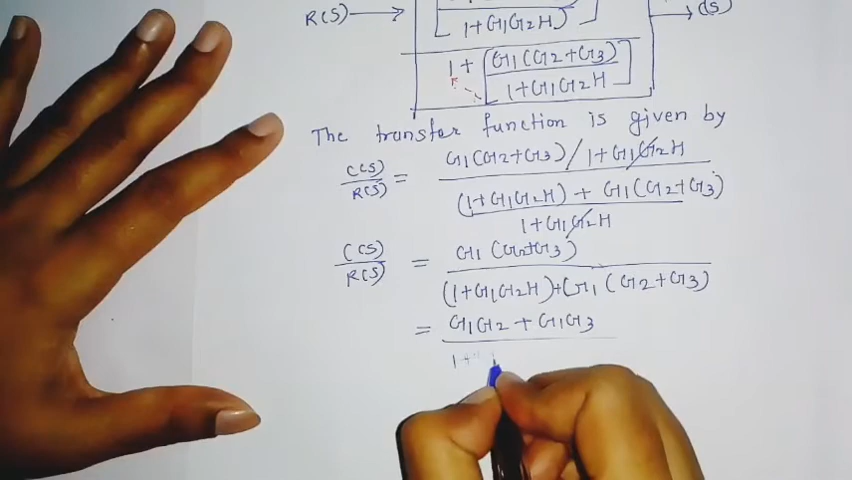 R(S) → 1+G1G2H C(S)
1+ G1(G2+G3)
1+G1G2H
The transfer function is given by
C(S)/R(S) = G1(G2+G3) / 1+G1G2H
(1+G1G2H) + G1(G2+G3)
1+G1G2H
C(S)/R(S) = G1(G2+G3)
(1+G1G2H)+G1(G2+G3)
= G1G2 + G1G3
1+